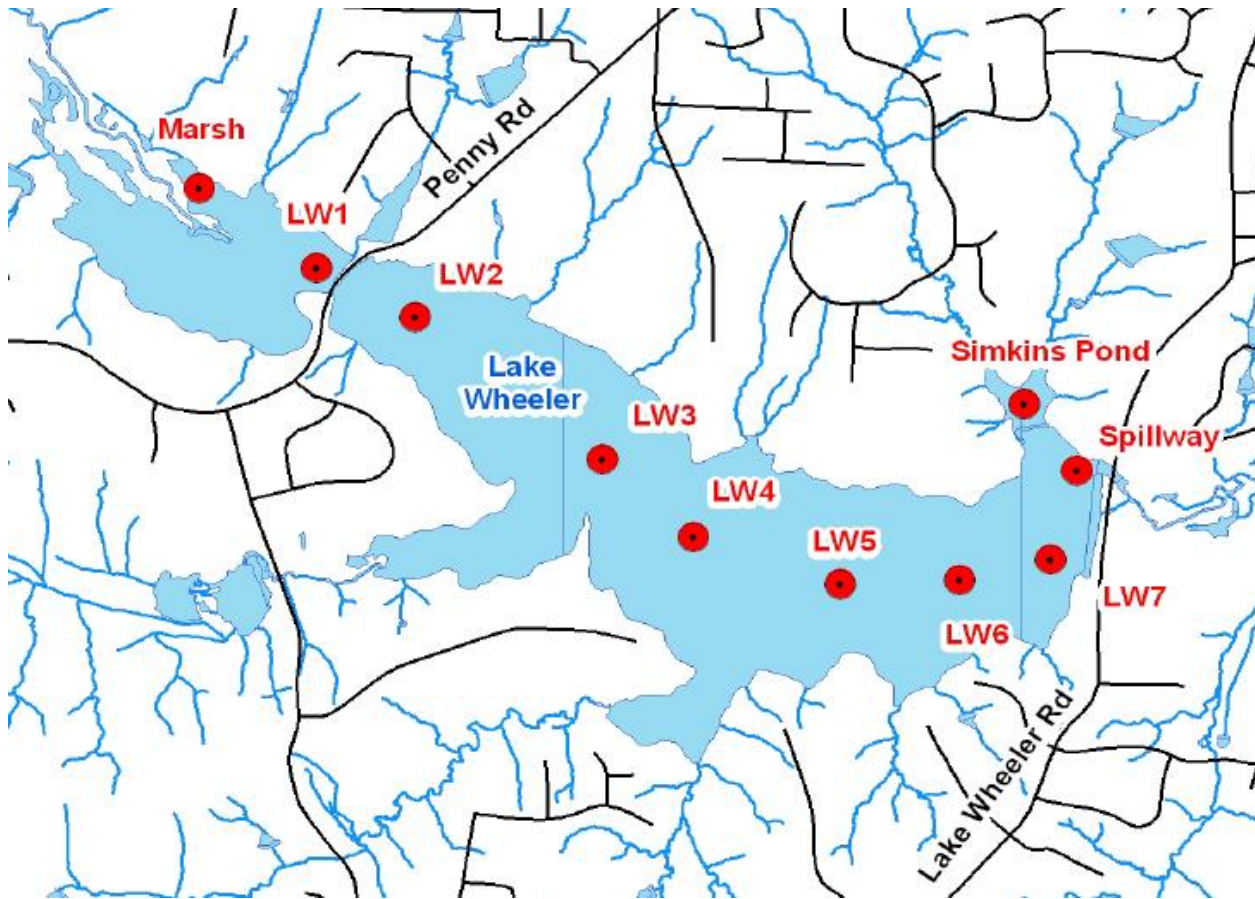 Marsh
Penny Rd
LW1
LW2
Lake
Wheeler
Simkins Pond
LW3
Spillway
LW4
LW5
LW7
LW6
Lake Wheeler Rd